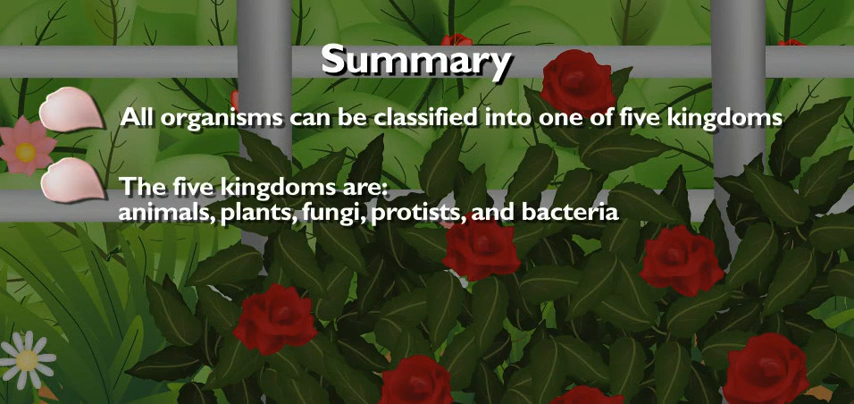 Summary
All organisms can be classified into one of five kingdoms
The five kingdoms are:
animals, plants, fungi, protists, and bacteria